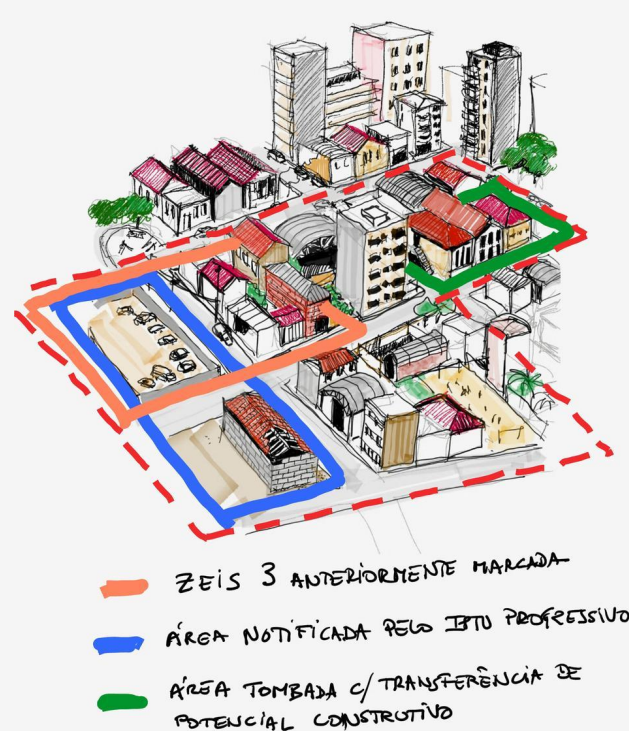 ZEIS 3 ANTERIORMENTE MARCADA
ÁREA NOTIFICADA PELO IPTU PROGRESSIVO
ÁREA TOMBADA C/ TRANSFERÊNCIA DE
POTENCIAL CONSTRUTIVO